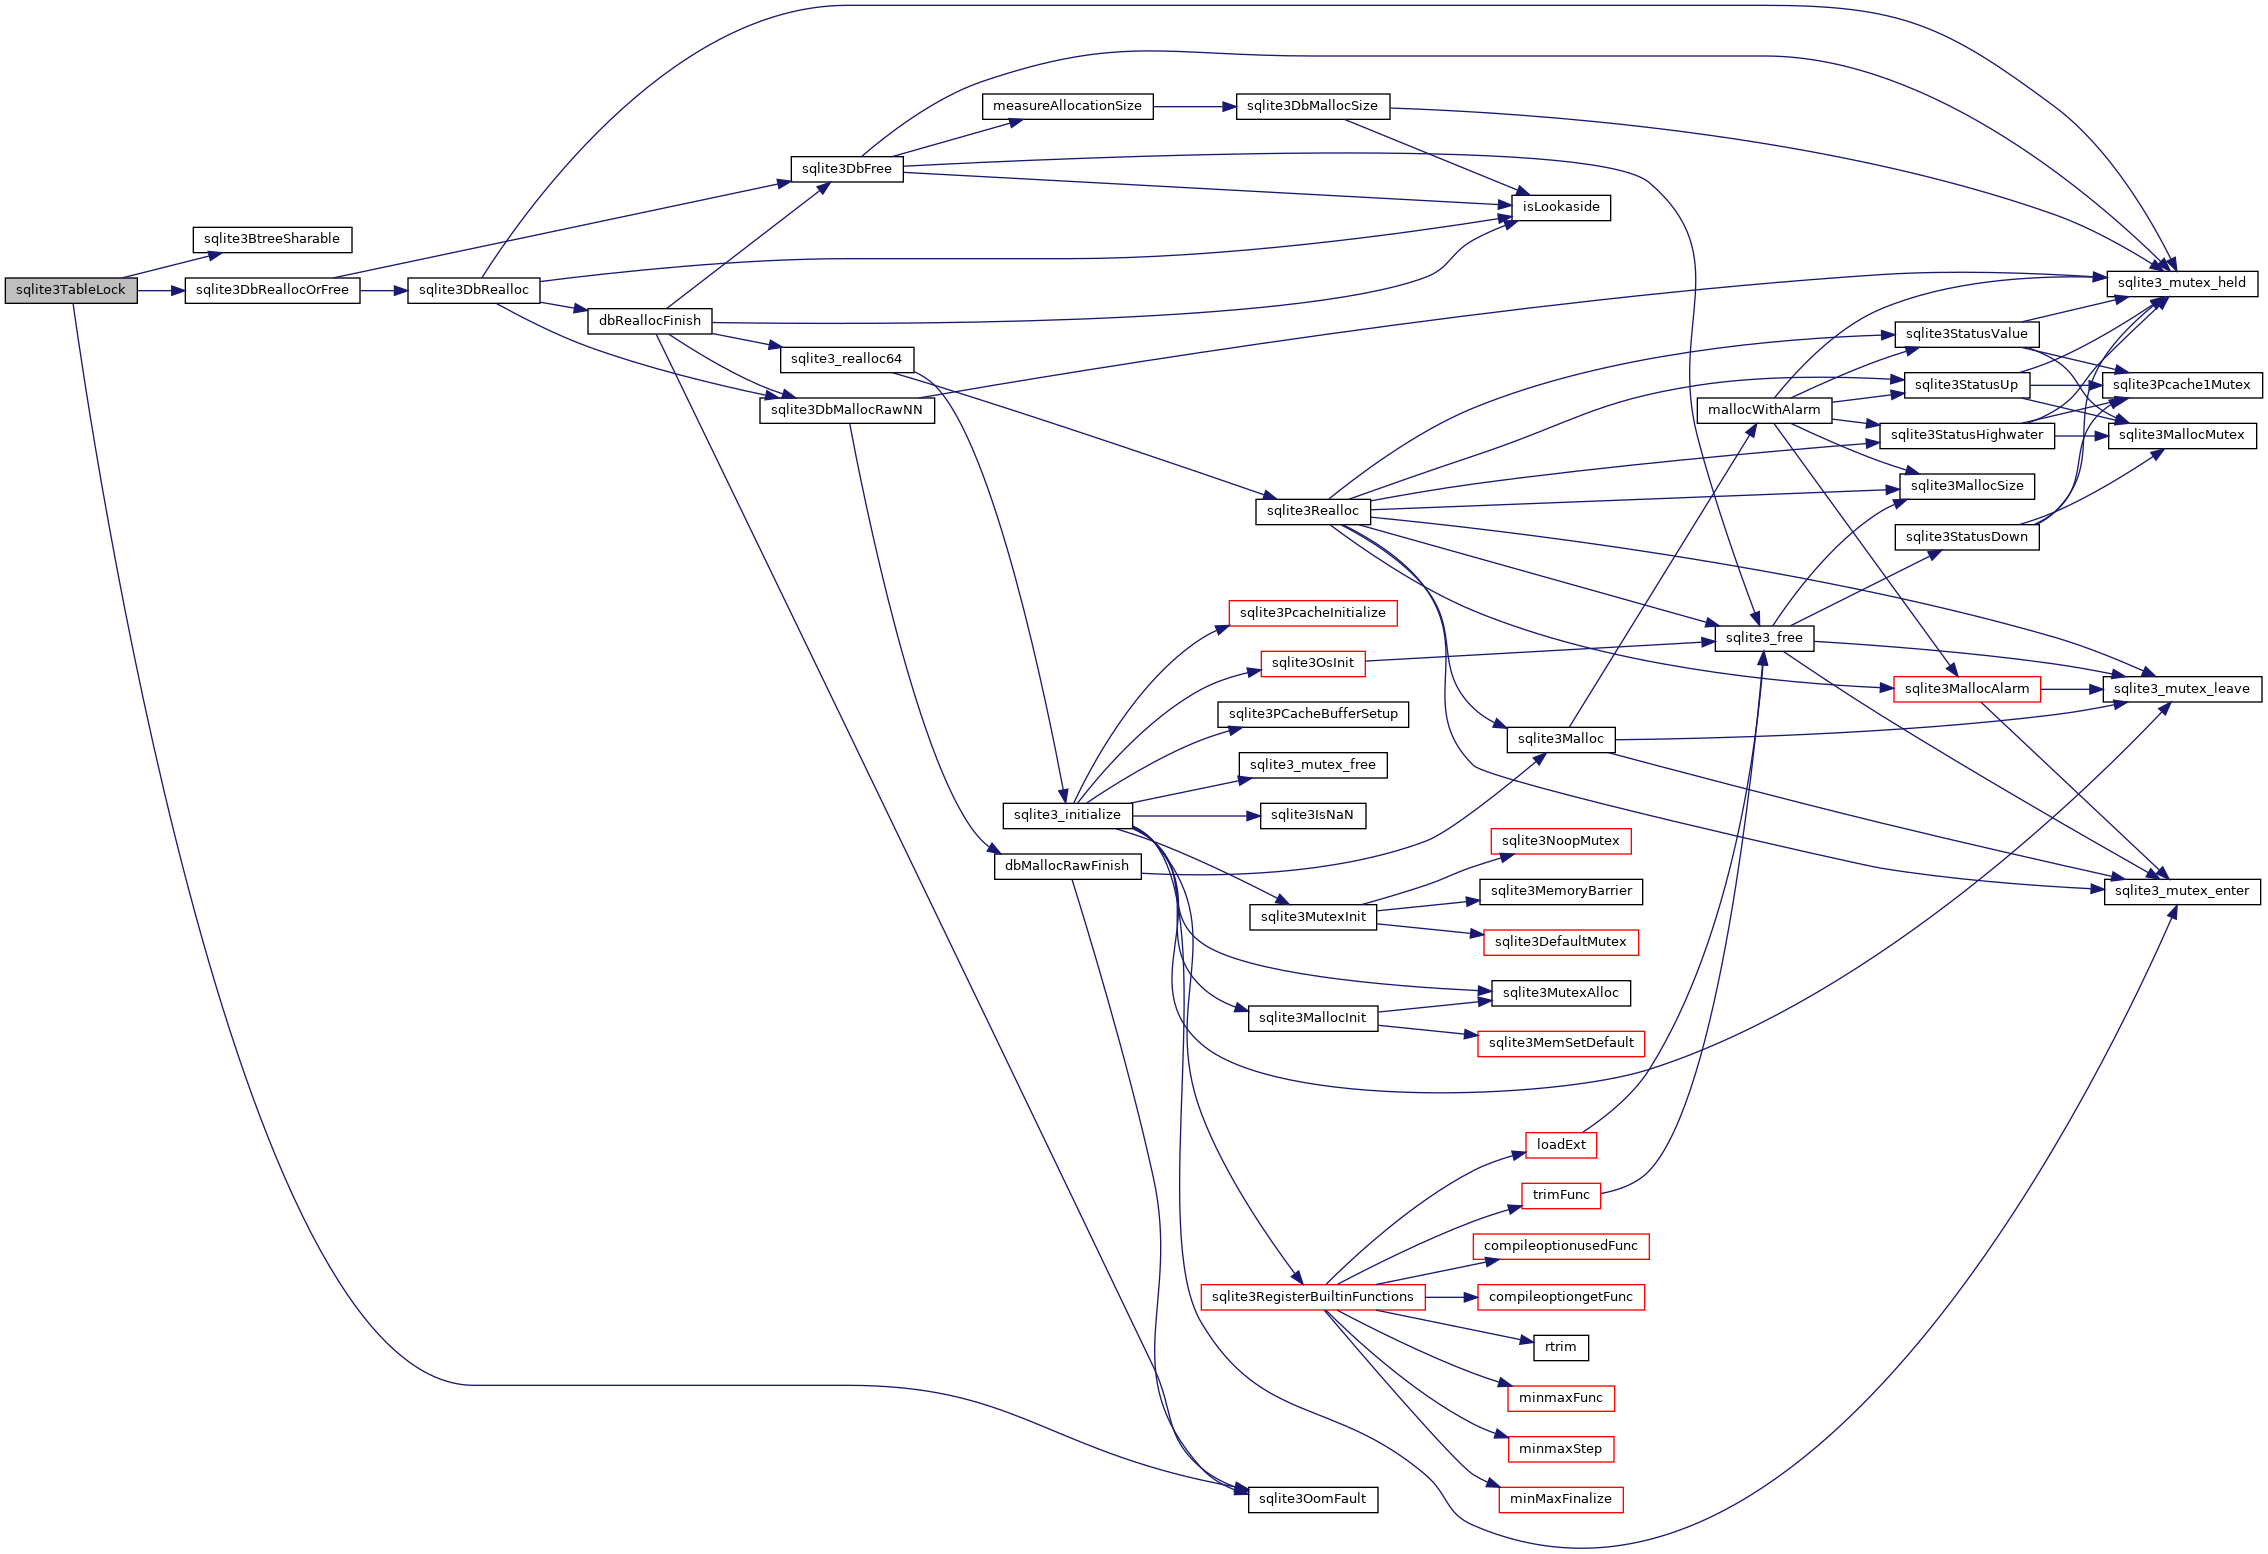 sqlite3TableLock
sqlite3BtreeSharable
sqlite3DbReallocOrFree
sqlite3DbRealloc
dbReallocFinish
sqlite3DbFree
sqlite3_realloc64
sqlite3DbMallocRawNN
measureAllocationSize
sqlite3_initialize
dbMallocRawFinish
sqlite3DbMallocSize
sqlite3Realloc
sqlite3PcacheInitialize
sqlite3OsInit
sqlite3PCacheBufferSetup
sqlite3_mutex_free
sqlite3IsNaN
sqlite3MutexInit
sqlite3MallocInit
sqlite3RegisterBuiltinFunctions
sqlite3OomFault
isLookaside
sqlite3Malloc
sqlite3NoopMutex
sqlite3MemoryBarrier
sqlite3DefaultMutex
sqlite3MutexAlloc
sqlite3MemSetDefault
loadExt
trimFunc
compileoptionusedFunc
compileoptiongetFunc
rtrim
minmaxFunc
minmaxStep
minMaxFinalize
mallocWithAlarm
sqlite3_free
sqlite3StatusValue
sqlite3StatusUp
sqlite3StatusHighwater
sqlite3MallocSize
sqlite3StatusDown
sqlite3MallocAlarm
sqlite3_mutex_held
sqlite3Pcache1Mutex
sqlite3MallocMutex
sqlite3_mutex_leave
sqlite3_mutex_enter